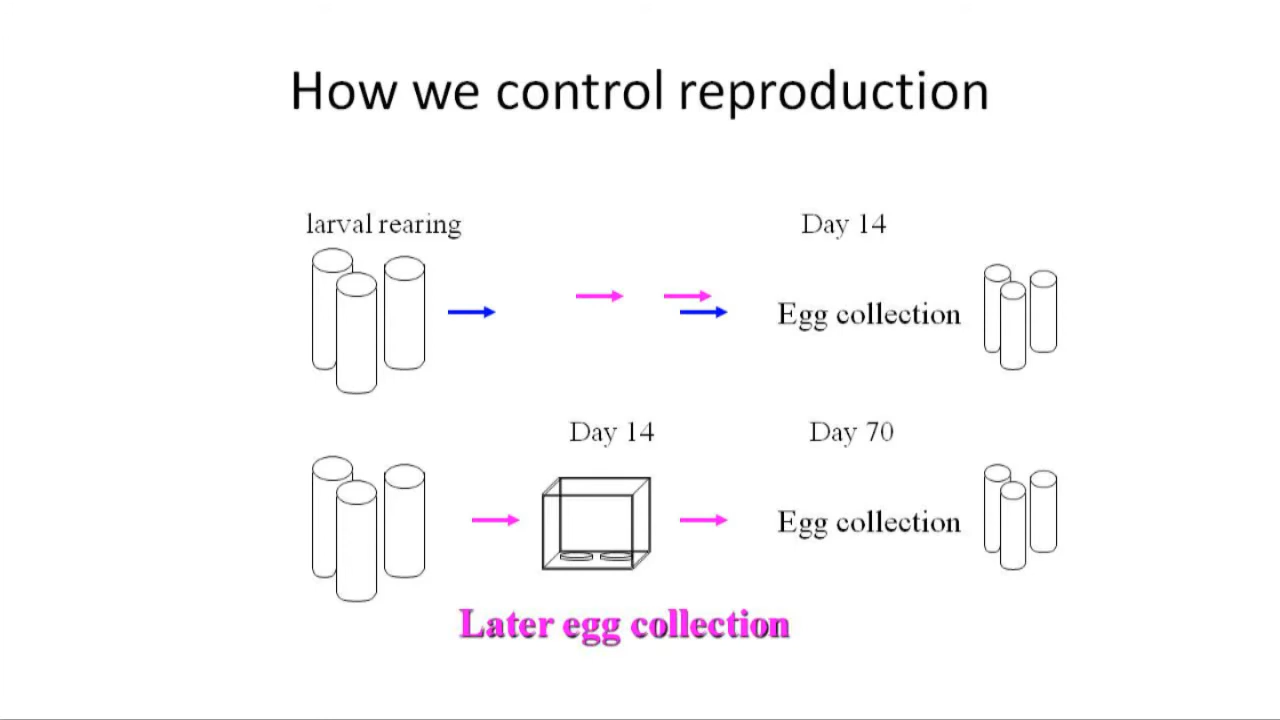 How we control reproduction
larval rearing
Day 14
Egg collection
Day 14
Day 70
Egg collection
Later egg collection